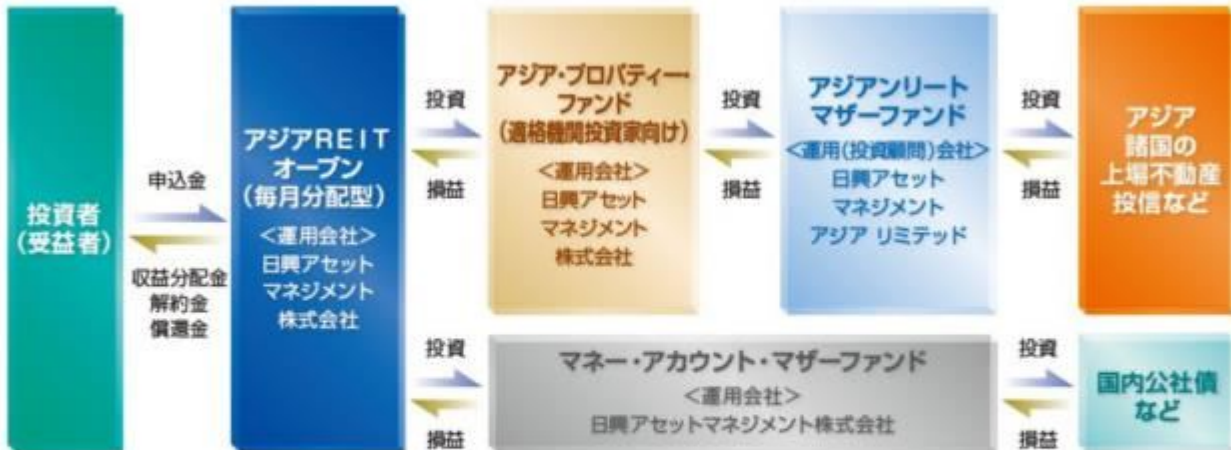 投資者
(受益者)
申込金
収益分配金
解約金
償還金
アジアREIT
オープン
(毎月分配型)
<運用会社>
日興アセット
マネジメント
株式会社
投資
損益
アジア・プロパティー・
ファンド
(適格機関投資家向け)
<運用会社>
日興アセット
マネジメント
株式会社
投資
損益
アジアンリート
マザーファンド
<運用(投資顧問)会社>
日興アセット
マネジメント
アジア リミテッド
投資
損益
アジア
諸国の
上場不動産
投信など
投資
損益
マネー・アカウント・マザーファンド
<運用会社>
日興アセットマネジメント株式会社
投資
損益
国内公社債
など